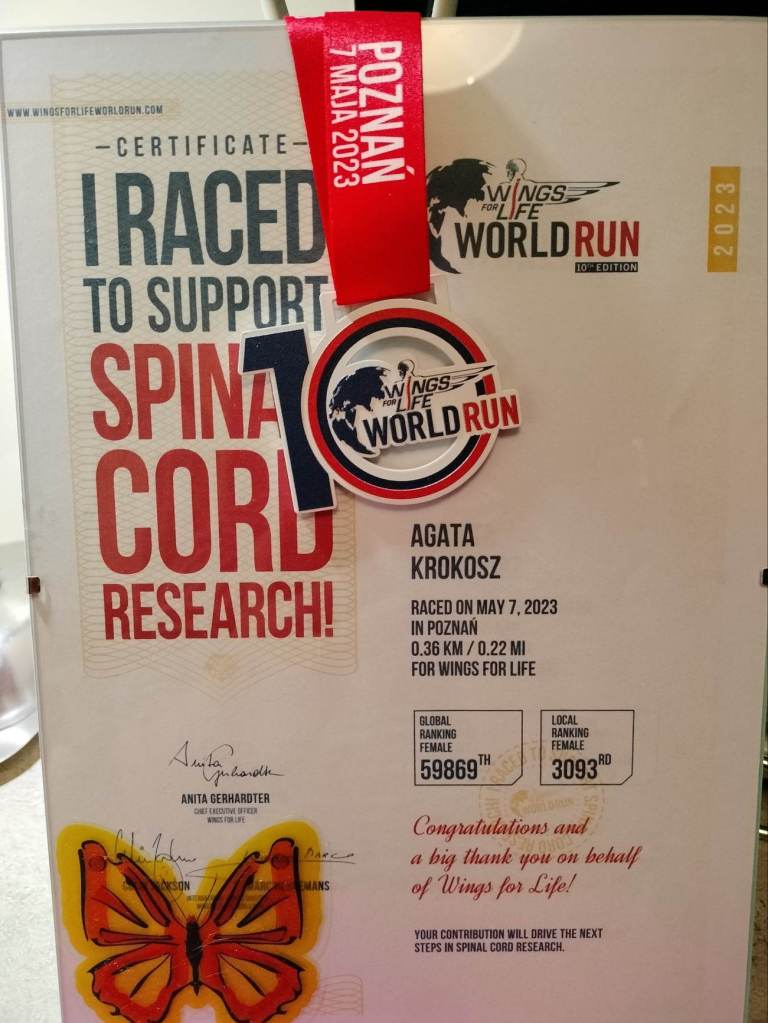 POZNAŃ
7 MAJA 2023
WWW.WINGSFORLIFEWORLDRUN.COM
–CERTIFICATE–
I RACED
TO SUPPORT
SPINA
CORD
RESEARCH!
WINGS
FOR LIFE
WORLD RUN
10TH EDITION
2023
10
WINGS
FOR LIFE
WORLD RUN
AGATA
KROKOSZ
RACED ON MAY 7, 2023
IN POZNAŃ
0.36 KM / 0.22 MI
FOR WINGS FOR LIFE
GLOBAL
RANKING
FEMALE
59869TH
LOCAL
RANKING
FEMALE
3093RD
Congratulations and
a big thank you on behalf
of Wings for Life!
YOUR CONTRIBUTION WILL DRIVE THE NEXT
STEPS IN SPINAL CORD RESEARCH.
Anita Gerhardter
ANITA GERHARDTER
CHIEF EXECUTIVE OFFICER
WINGS FOR LIFE